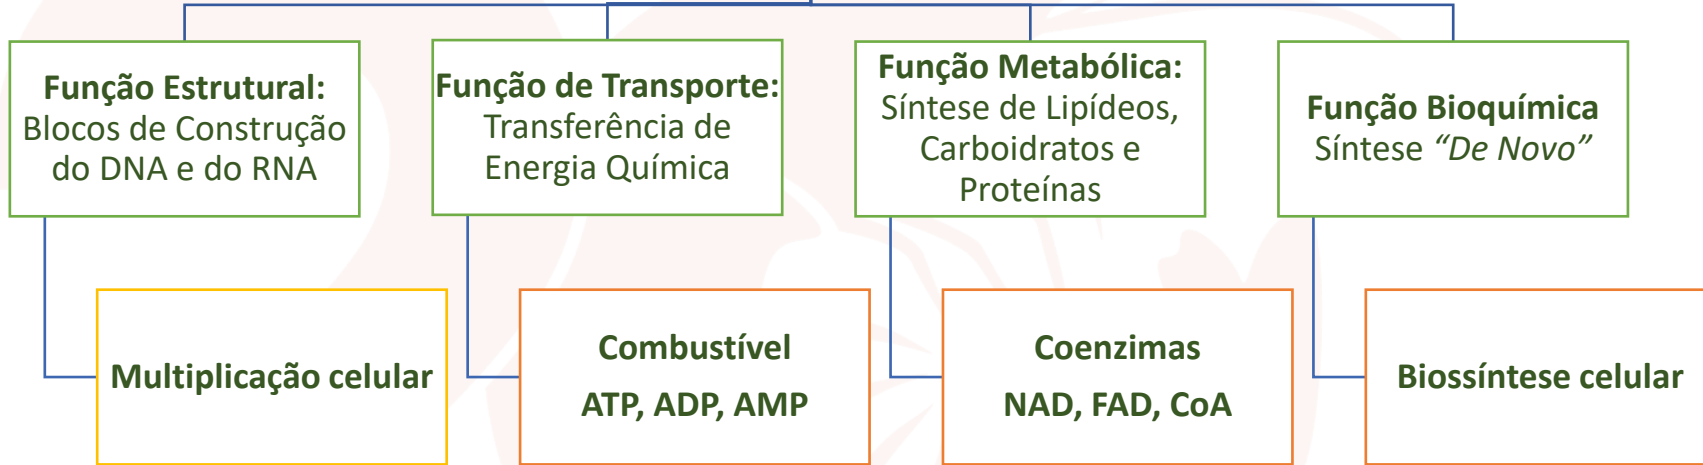 Função Estrutural:
Blocos de Construção
do DNA e do RNA
Função de Transporte:
Transferência de
Energia Química
Função Metabólica:
Síntese de Lipídeos,
Carboidratos e
Proteínas
Função Bioquímica
Síntese “De Novo”
Multiplicação celular
Combustível
ATP, ADP, AMP
Coenzimas
NAD, FAD, CoA
Biossíntese celular